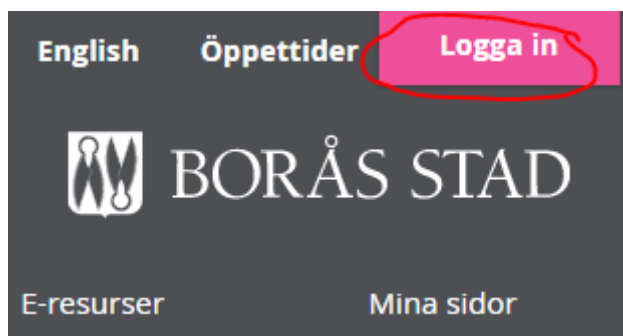 English Öppettider Logga in
BORÅS STAD
E-resurser Mina sidor